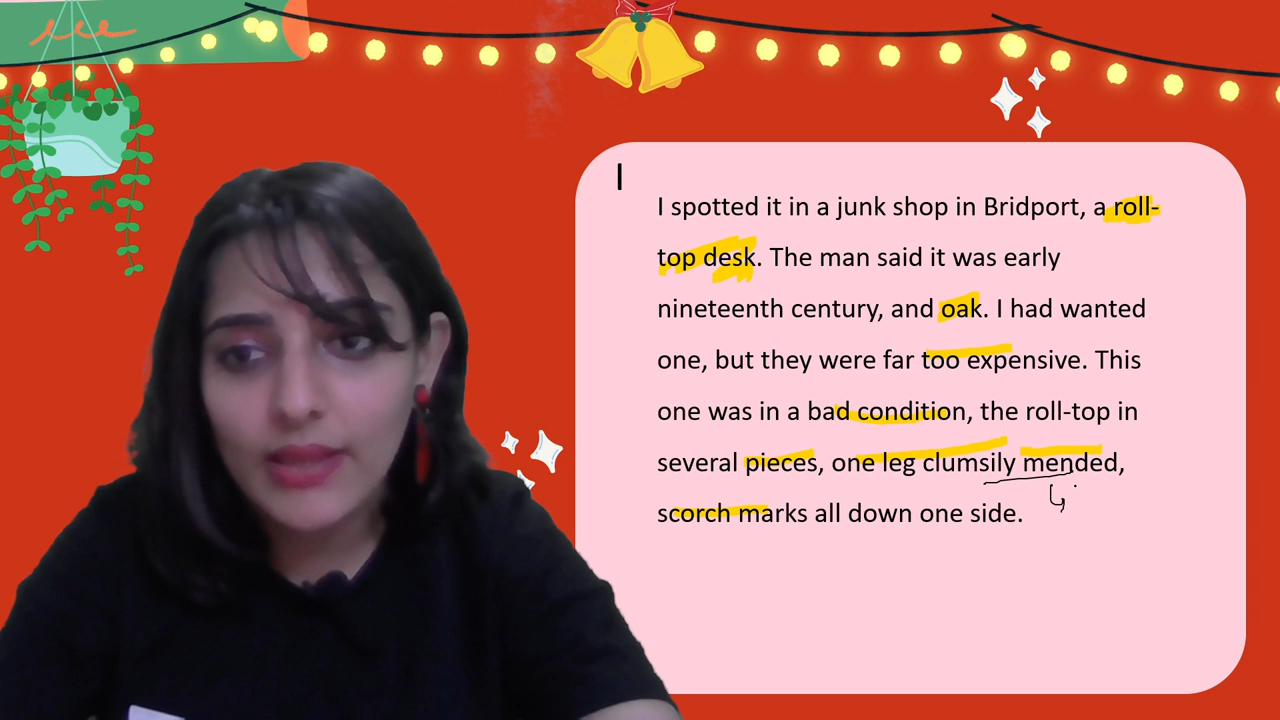 I spotted it in a junk shop in Bridport, a roll-
top desk. The man said it was early
nineteenth century, and oak. I had wanted
one, but they were far too expensive. This
one was in a bad condition, the roll-top in
several pieces, one leg clumsily mended,
scorch marks all down one side.